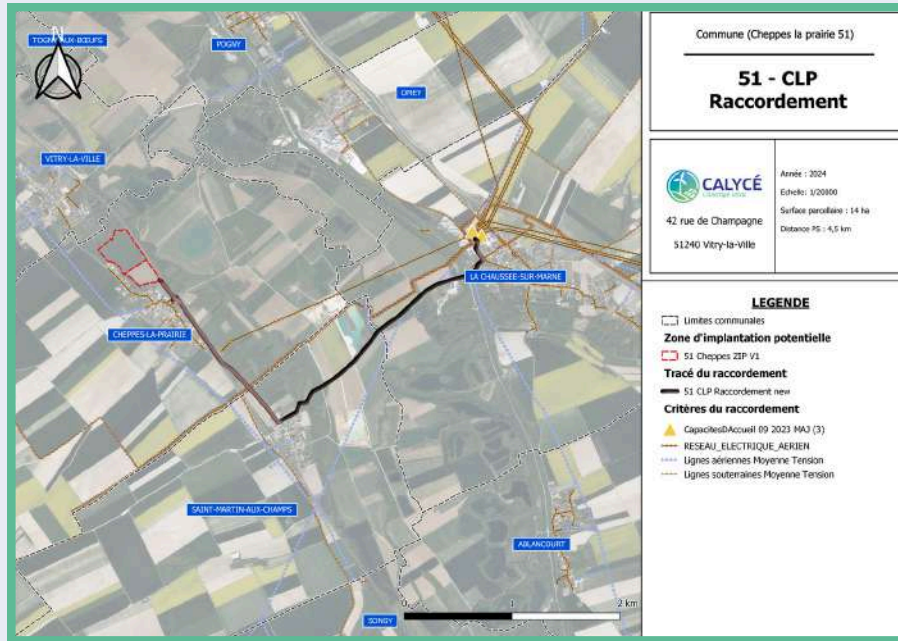 N
TOGNY-AUX-BŒUFS
POGNY
OMEY
VITRY-LA-VILLE
LA CHAUSSEE-SUR-MARNE
CHEPPES-LA-PRAIRIE
SAINT-MARTIN-AUX-CHAMPS
ABLANCOURT
SONGY
0 1 2 km
Commune (Cheppes la prairie 51)
51 - CLP
Raccordement
CALYCÉ
42 rue de Champagne
51240 Vitry-la-Ville
Année : 2024
Echelle: 1/20800
Surface parcellaire : 14 ha
Distance PS : 4,5 km
LEGENDE
Limites communales
Zone d'implantation potentielle
51 Cheppes ZIP V1
Tracé du raccordement
51 CLP Raccordement new
Critères du raccordement
CapacitesDAccueil 09 2023 MAJ (3)
RESEAU_ELECTRIQUE_AERIEN
Lignes aériennes Moyenne Tension
Lignes souterraines Moyenne Tension